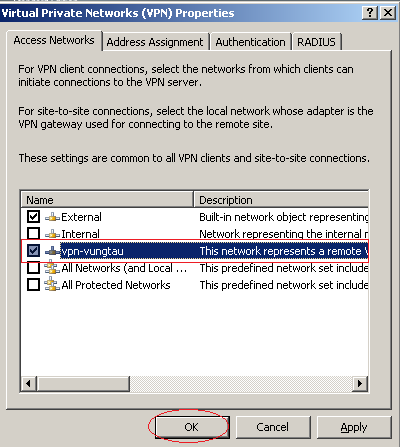 Virtual Private Networks (VPN) Properties
Access Networks Address Assignment Authentication RADIUS
For VPN client connections, select the networks from which clients can
initiate connections to the VPN server.
For site-to-site connections, select the local network whose adapter is the
VPN gateway used for connecting to the remote site.
These settings are common to all VPN clients and site-to-site connections.
Name Description
External Built-in network object representing
Internal Network representing the internal
vpn-vungtau This network represents a remote
All Networks (and Local ... This predefined network set include
All Protected Networks This predefined network set include
OK Cancel Apply